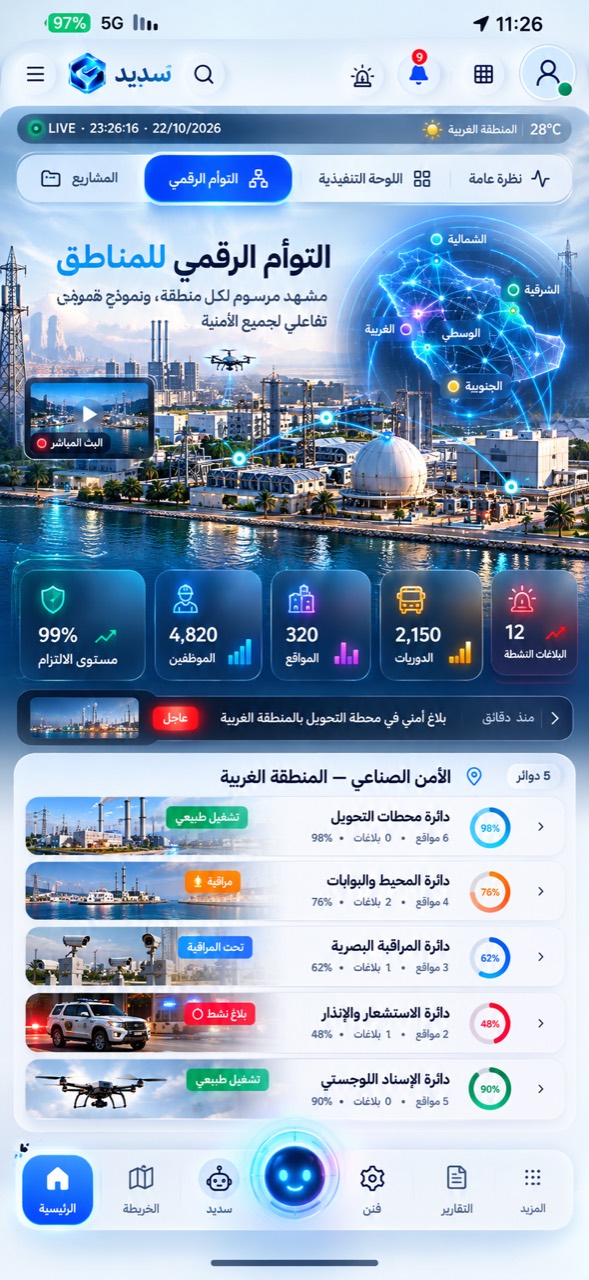 97% 5G 11:26
سديد
9
LIVE · 23:26:16 · 22/10/2026
المنطقة الغربية 28°C
نظرة عامة
اللوحة التنفيذية
التوأم الرقمي
المشاريع
التوأم الرقمي للمناطق
مشهد مرسوم لكل منطقة، ونموذج
تفاعلي لجميع الأمنية
الشمالية
الشرقية
الغربية
الوسطي
الجنوبية
البث المباشر
12
البلاغات النشطة
2,150
الدوريات
320
المواقع
4,820
الموظفين
99%
مستوى الالتزام
منذ دقائق
بلاغ أمني في محطة التحويل بالمنطقة الغربية
عاجل
5 دوائر
الأمن الصناعي — المنطقة الغربية
98%
دائرة محطات التحويل
6 مواقع • 0 بلاغات • 98%
تشغيل طبيعي
76%
دائرة المحيط والبوابات
4 مواقع • 2 بلاغات • 76%
مراقبة
62%
دائرة المراقبة البصرية
3 مواقع • 1 بلاغات • 62%
تحت المراقبة
48%
دائرة الاستشعار والإنذار
2 مواقع • 1 بلاغات • 48%
بلاغ نشط
90%
دائرة الإسناد اللوجستي
5 مواقع • 0 بلاغات • 90%
تشغيل طبيعي
المزيد
التقارير
فنن
سديد
الخريطة
الرئيسية